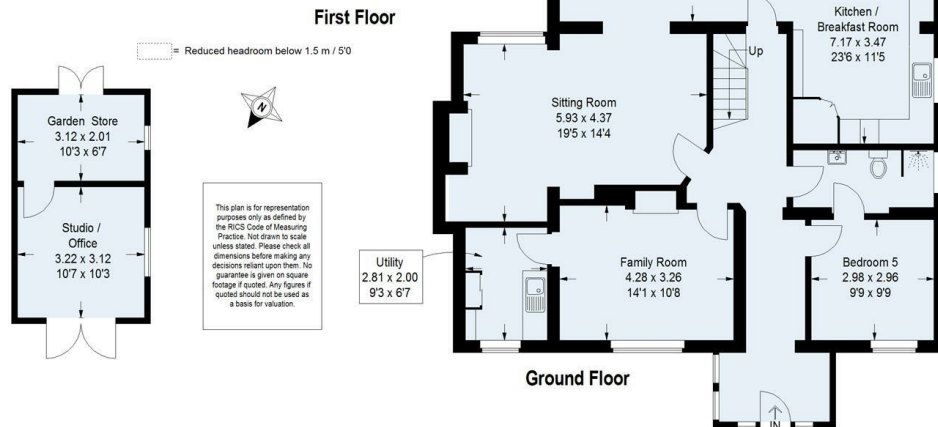 First Floor
= Reduced headroom below 1.5 m / 5'0
N
Garden Store
3.12 x 2.01
10'3 x 6'7
Studio /
Office
3.22 x 3.12
10'7 x 10'3
This plan is for representation
purposes only as defined by
the RICS Code of Measuring
Practice. Not drawn to scale
unless stated. Please check all
dimensions before making any
decisions reliant upon them. No
guarantee is given on square
footage if quoted. Any figures if
quoted should not be used as
a basis for valuation.
Kitchen /
Breakfast Room
7.17 x 3.47
23'6 x 11'5
Up
Sitting Room
5.93 x 4.37
19'5 x 14'4
Utility
2.81 x 2.00
9'3 x 6'7
Family Room
4.28 x 3.26
14'1 x 10'8
Bedroom 5
2.98 x 2.96
9'9 x 9'9
Ground Floor
IN